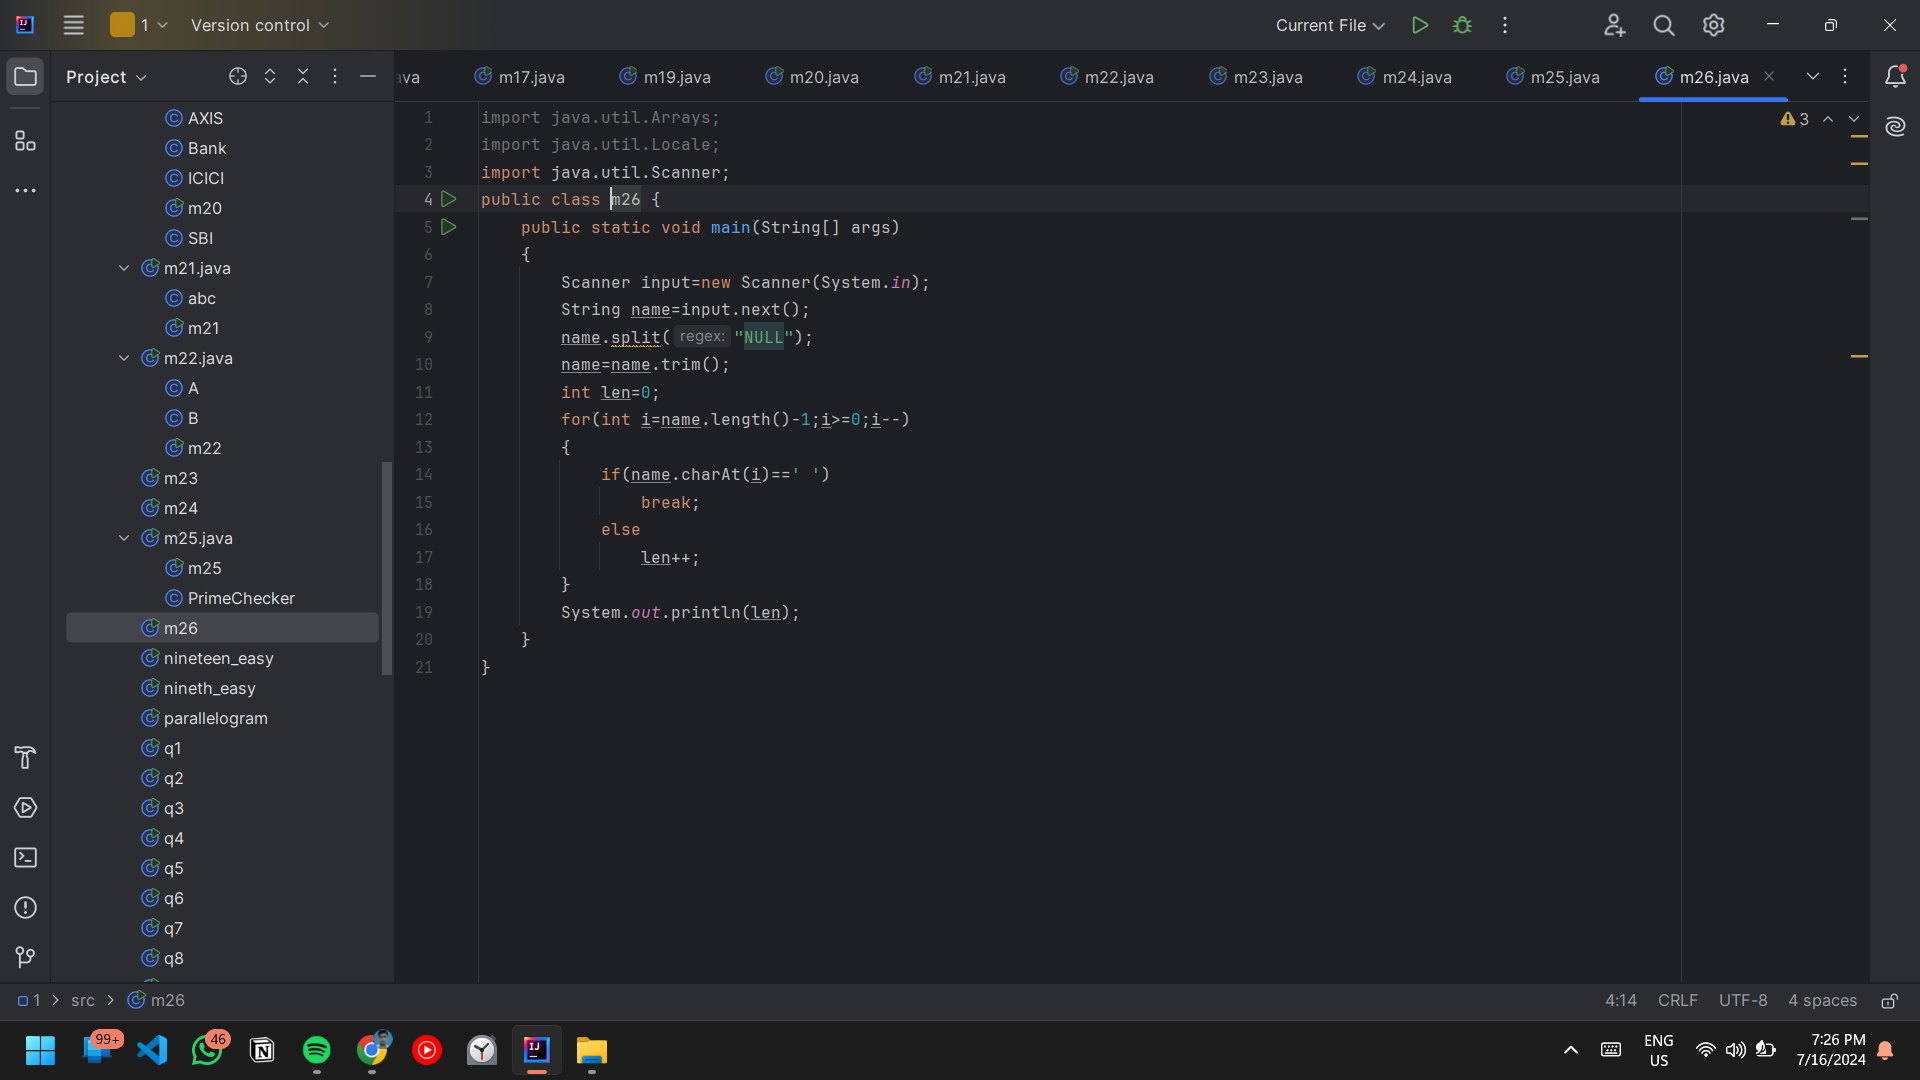 1 Version control Current File
Project
ava m17.java m19.java m20.java m21.java m22.java m23.java m24.java m25.java m26.java
AXIS
Bank
ICICI
m20
SBI
m21.java
abc
m21
m22.java
A
B
m22
m23
m24
m25.java
m25
PrimeChecker
m26
nineteen_easy
nineth_easy
parallelogram
q1
q2
q3
q4
q5
q6
q7
q8
3
1 import java.util.Arrays;
2 import java.util.Locale;
3 import java.util.Scanner;
4 public class m26 {
5 public static void main(String[] args)
6 {
7 Scanner input=new Scanner(System.in);
8 String name=input.next();
9 name.split( regex: "NULL");
10 name=name.trim();
11 int len=0;
12 for(int i=name.length()-1;i>=0;i--)
13 {
14 if(name.charAt(i)==' ')
15 break;
16 else
17 len++;
18 }
19 System.out.println(len);
20 }
21 }
1 > src > m26 4:14 CRLF UTF-8 4 spaces
99+ 46 ENG US 7:26 PM 7/16/2024